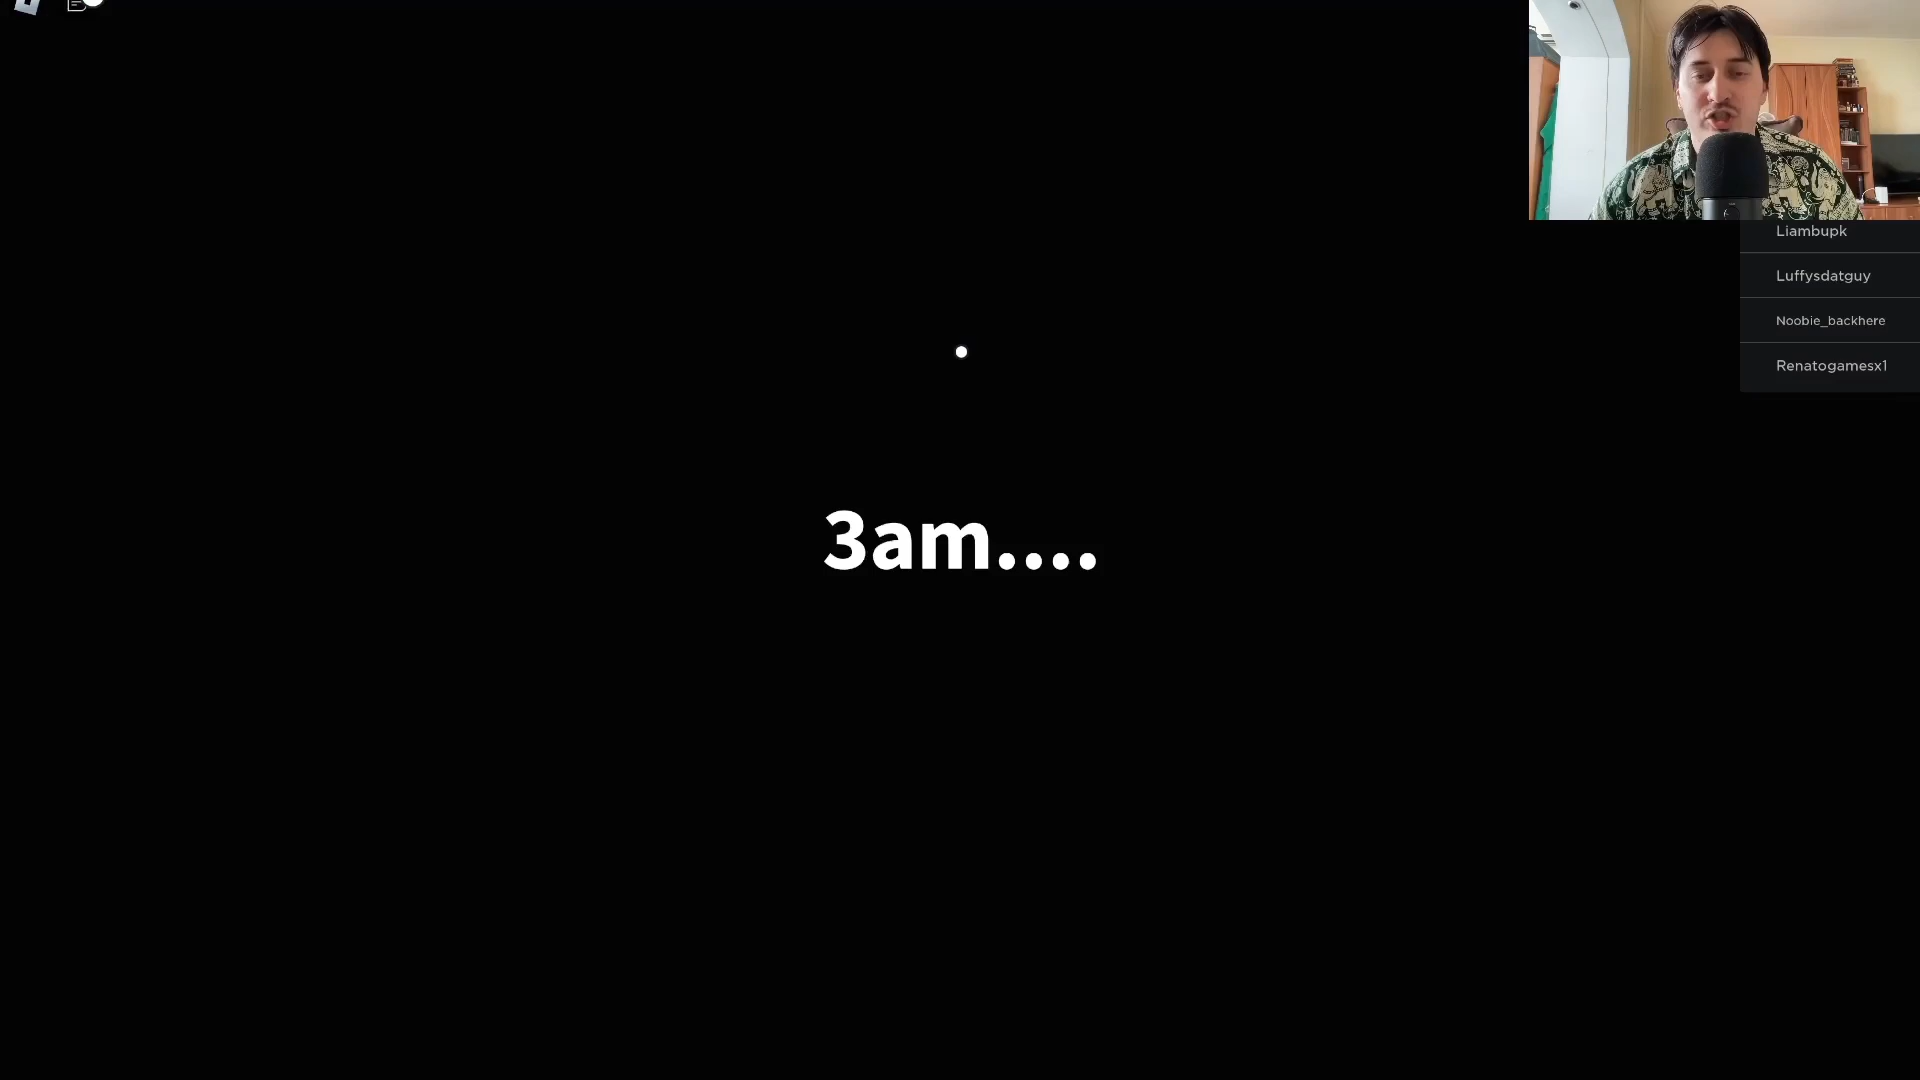 Liambupk
Luffysdatguy
Noobie_backhere
Renatogamesx1
3am....